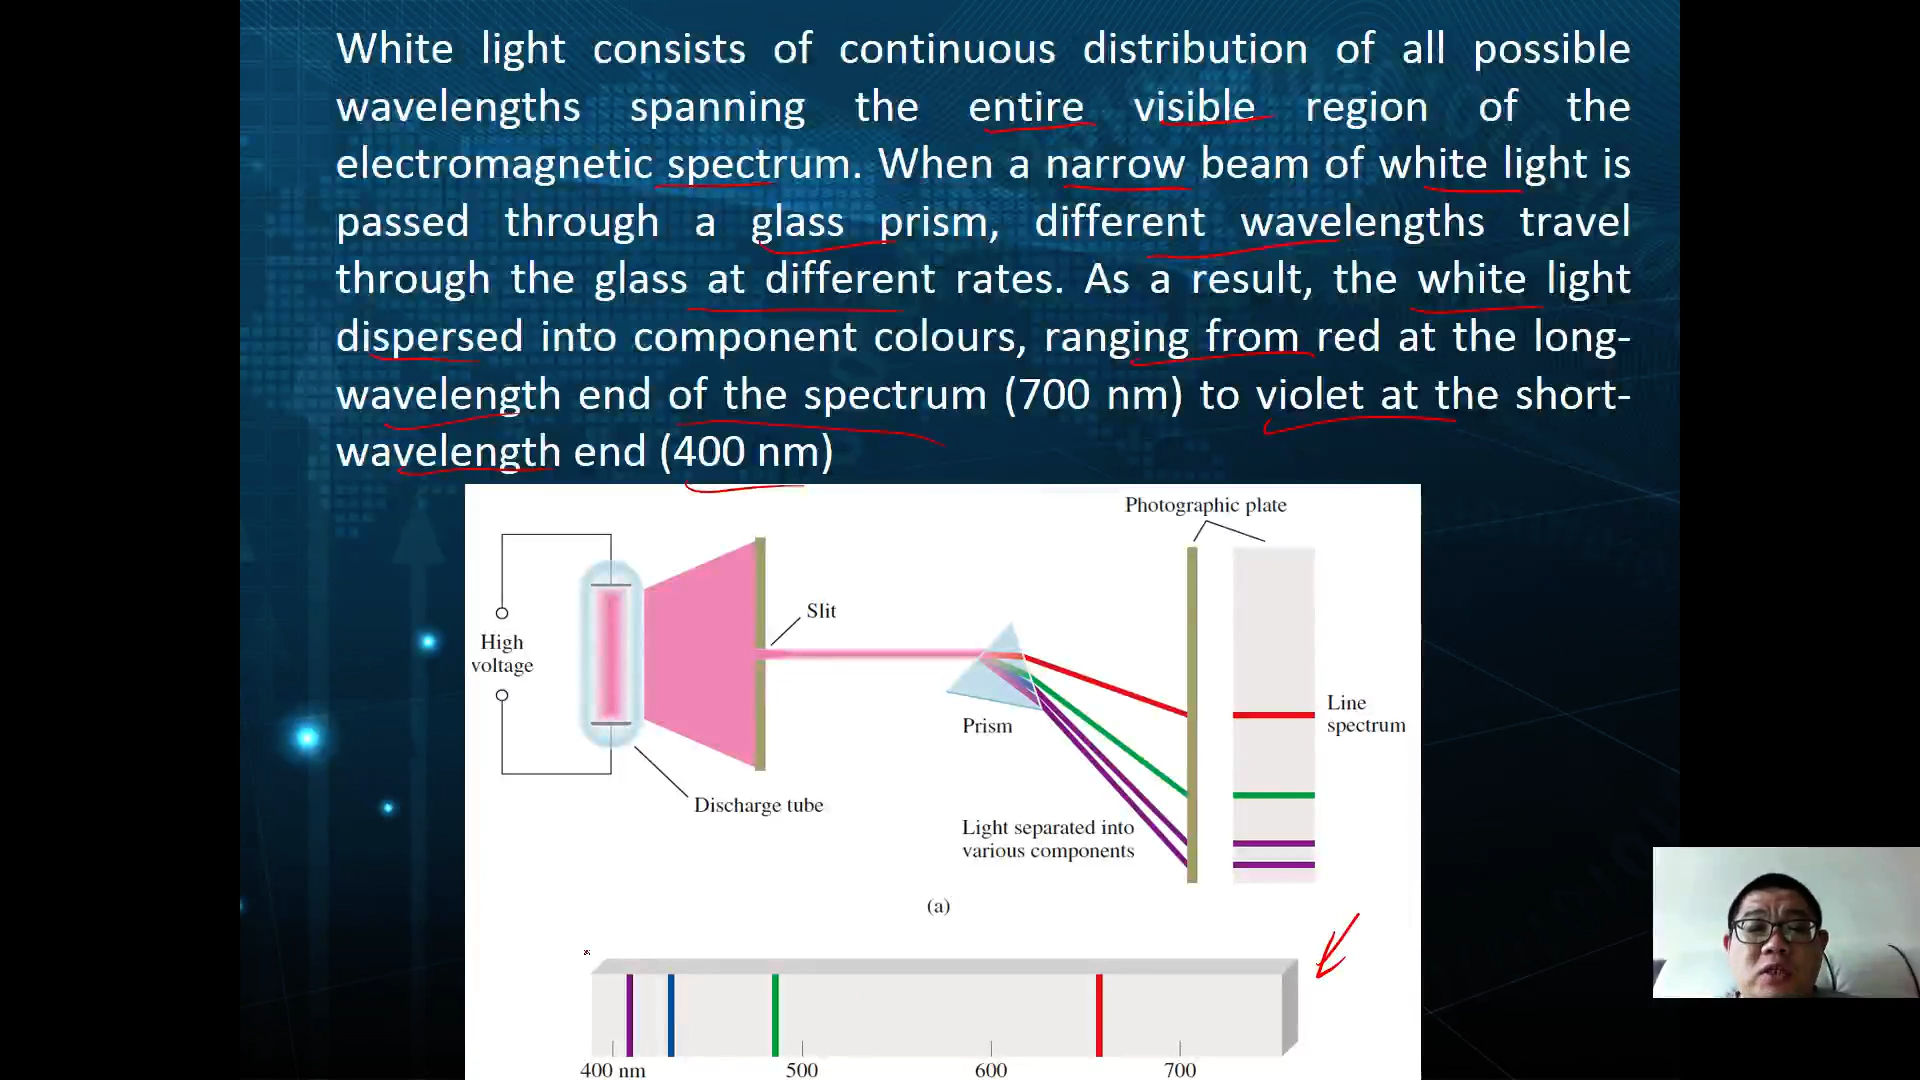 White light consists of continuous distribution of all possible
wavelengths spanning the entire visible region of the
electromagnetic spectrum. When a narrow beam of white light is
passed through a glass prism, different wavelengths travel
through the glass at different rates. As a result, the white light
dispersed into component colours, ranging from red at the long-
wavelength end of the spectrum (700 nm) to violet at the short-
wavelength end (400 nm)
Photographic plate
Slit
High
voltage
Line
spectrum
Prism
Discharge tube
Light separated into
various components
(a)
400 nm
500
600
700